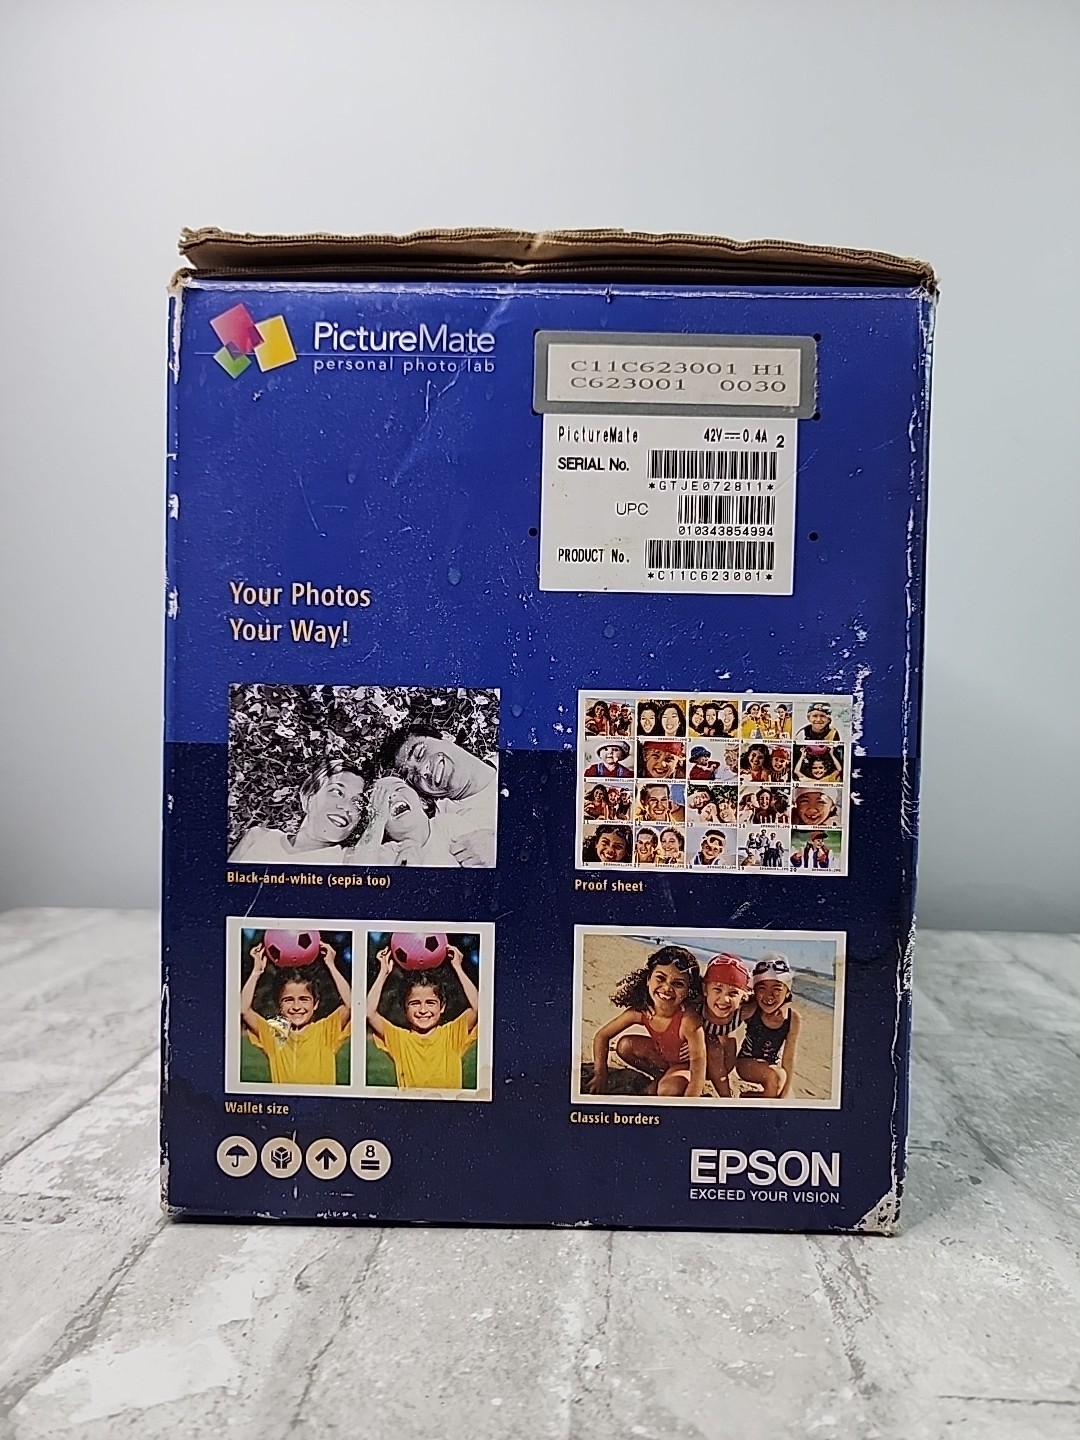 PictureMate
personal photo lab
C11C623001 H1
C623001 0030
PictureMate 42V 0.4A 2
SERIAL No.
*GTJE072811*
UPC
010343854994
PRODUCT No.
*C11C623001*
Your Photos
Your Way!
Black-and-white (sepia too)
Proof sheet
Wallet size
Classic borders
8
EPSON
EXCEED YOUR VISION